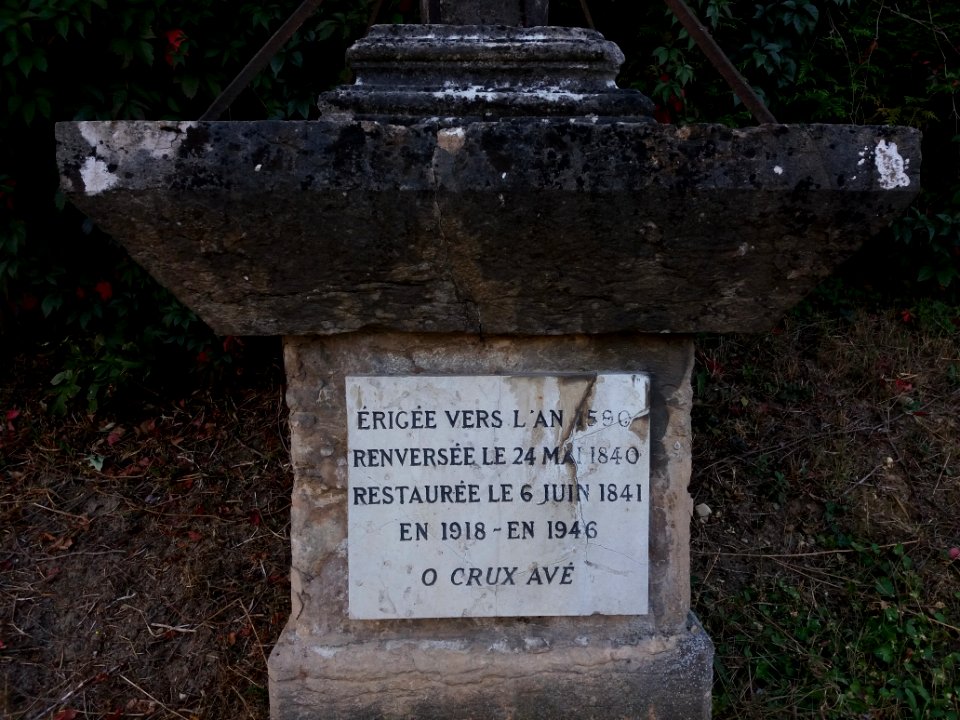 ÉRIGÉE VERS L'AN 1580
RENVERSÉE LE 24 MAI 1840
RESTAURÉE LE 6 JUIN 1841
EN 1918 - EN 1946
O CRUX AVÉ